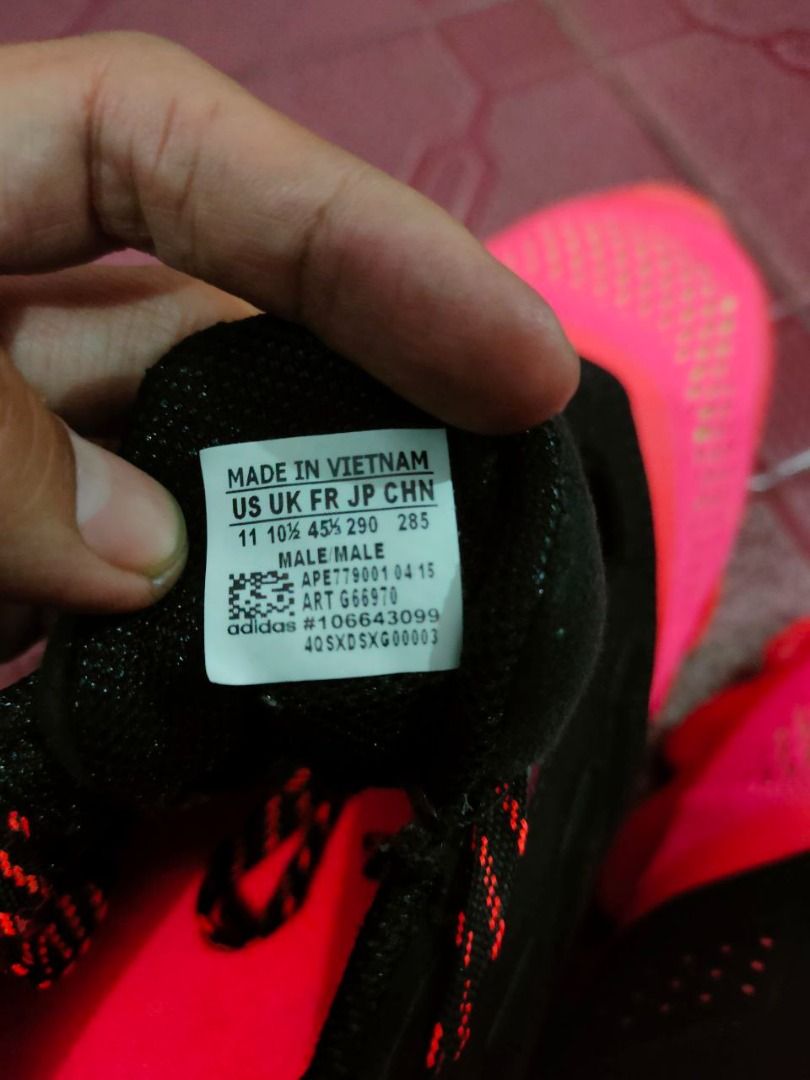 MADE IN VIETNAM
US UK FR JP CHN
11 10½ 45⅓ 290 285
MALE/MALE
APE779001 04 15
ART G66970
adidas #106643099
4QSXDSXG00003